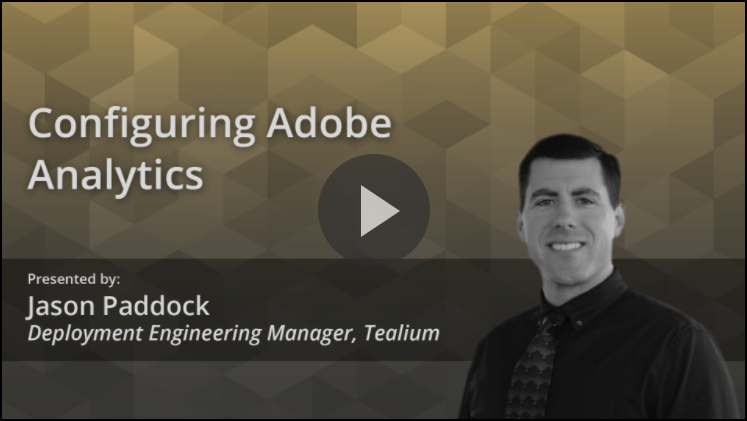 Configuring Adobe
Analytics
Presented by:
Jason Paddock
Deployment Engineering Manager, Tealium